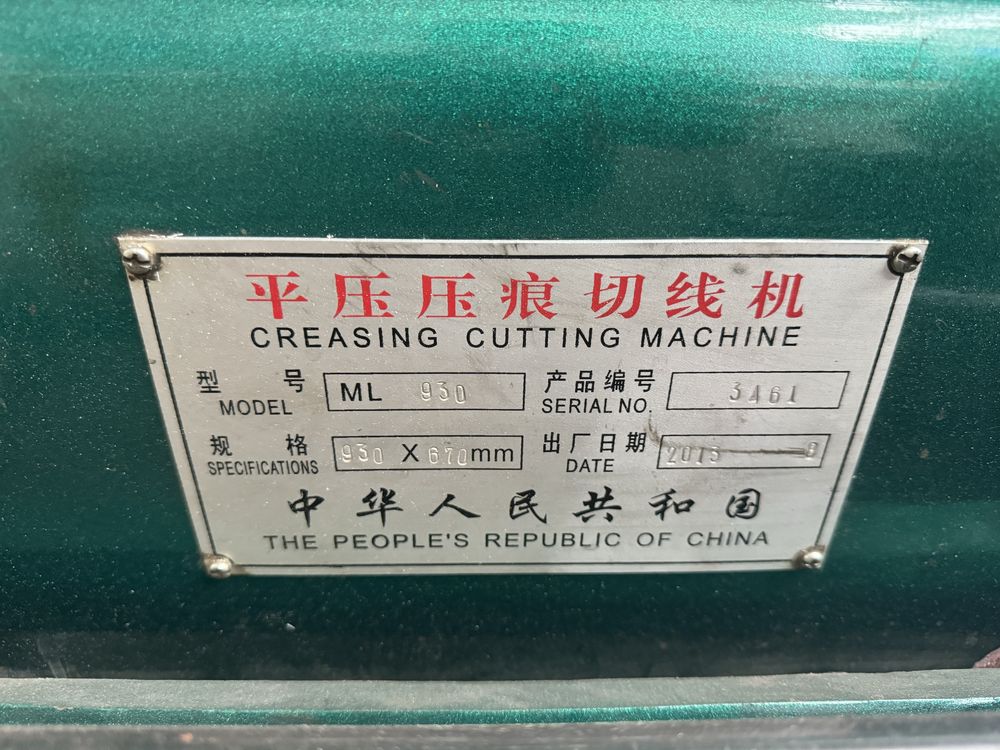 平压压痕切线机
CREASING CUTTING MACHINE
型号 ML 930 产品编号 3461
MODEL SERIAL NO.
规格 930 X 670mm 出厂日期 2015
SPECIFICATIONS DATE
中华人民共和国
THE PEOPLE'S REPUBLIC OF CHINA